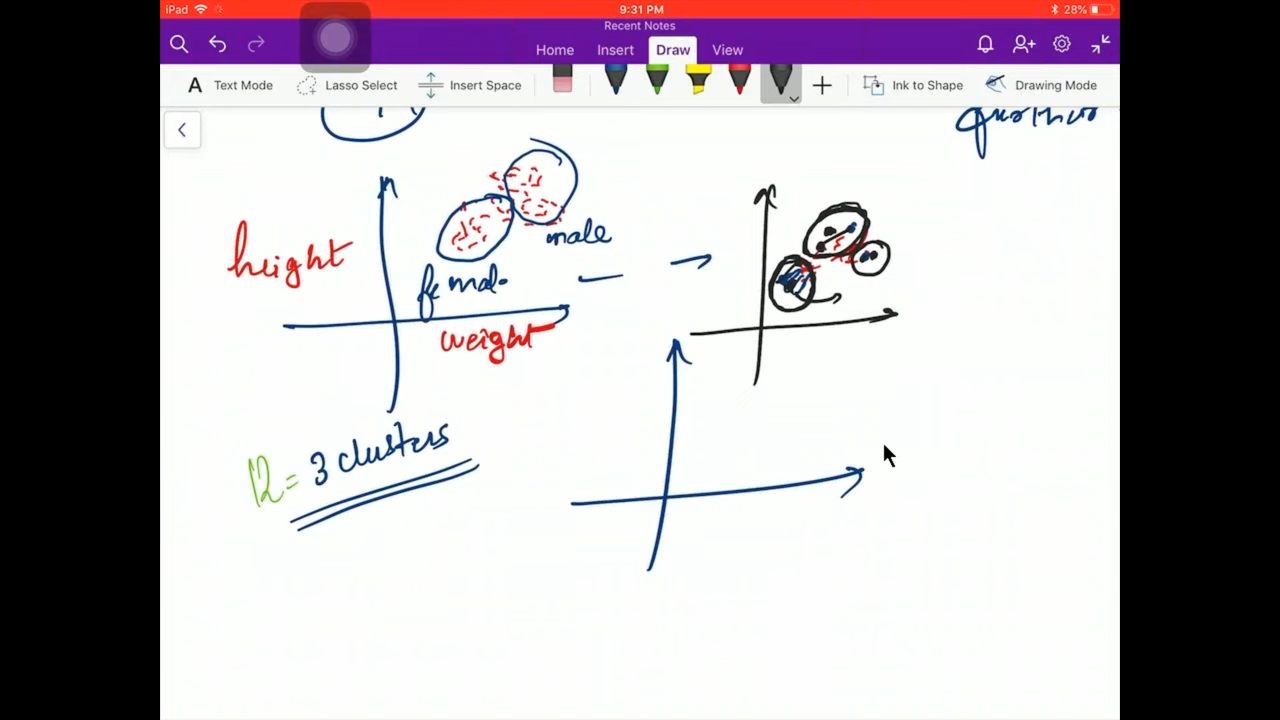 iPad 9:31 PM 28%
Recent Notes
Home Insert Draw View
A Text Mode Lasso Select Insert Space Ink to Shape Drawing Mode
height
male
female
weight
12 = 3 clusters